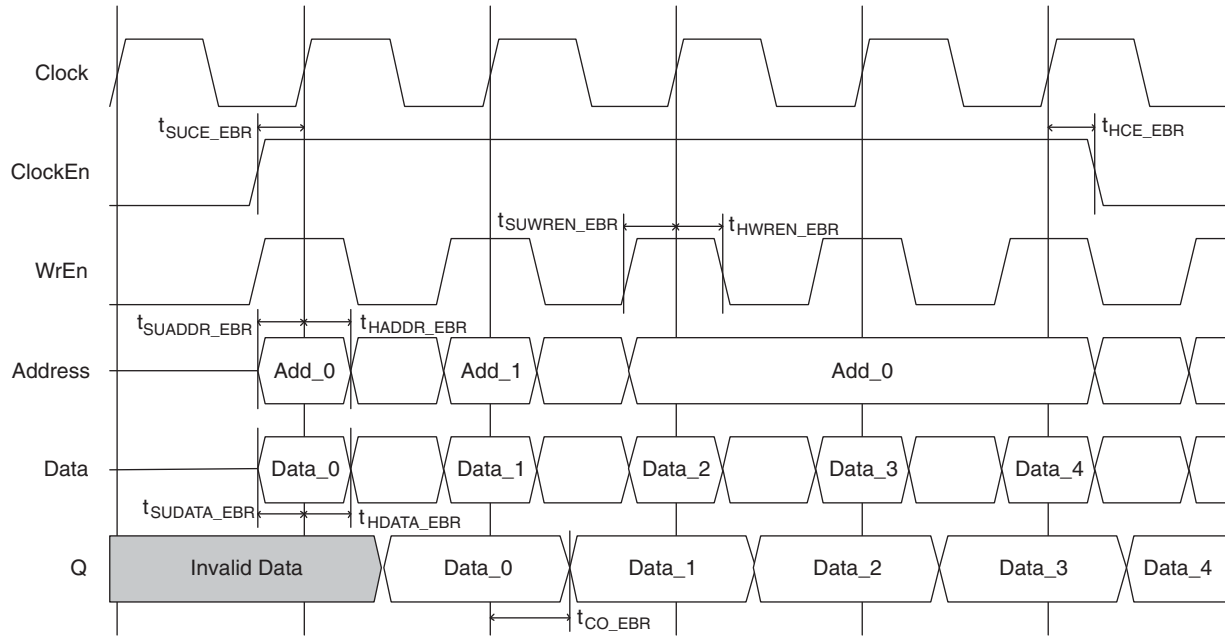 Clock
tSUCE_EBR
tHCE_EBR
ClockEn
tSUWREN_EBR
tHWREN_EBR
WrEn
tSUADDR_EBR
tHADDR_EBR
Address
Add_0
Add_1
Add_0
Data
Data_0
Data_1
Data_2
Data_3
Data_4
tSUDATA_EBR
tHDATA_EBR
Q
Invalid Data
Data_0
Data_1
Data_2
Data_3
Data_4
tCO_EBR